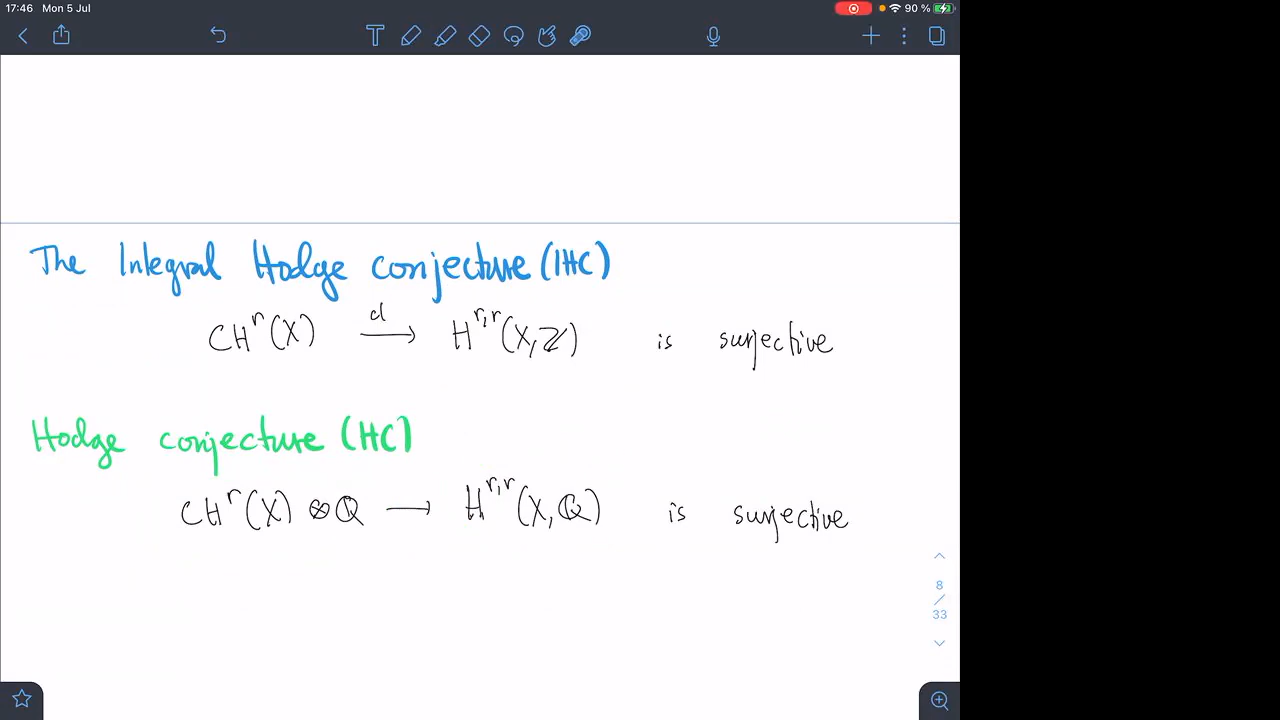 17:46 Mon 5 Jul
90 %
The Integral Hodge conjecture (IHC)
CH^r(X) \xrightarrow{cl} H^{r,r}(X,ℤ) is surjective
Hodge conjecture (HC)
CH^r(X) ⊗ ℚ ⟶ H^{r,r}(X,ℚ) is surjective
8
/
33